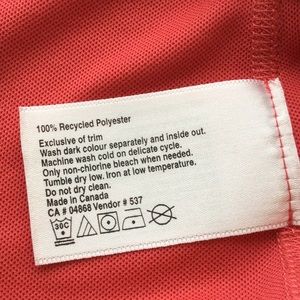 100% Recycled Polyester
Exclusive of trim
Wash dark colour separately and inside out.
Machine wash cold on delicate cycle.
Only non-chlorine bleach when needed.
Tumble dry low. Iron at low temperature.
Do not dry clean.
Made in Canada
CA # 04868 Vendor # 537
30C